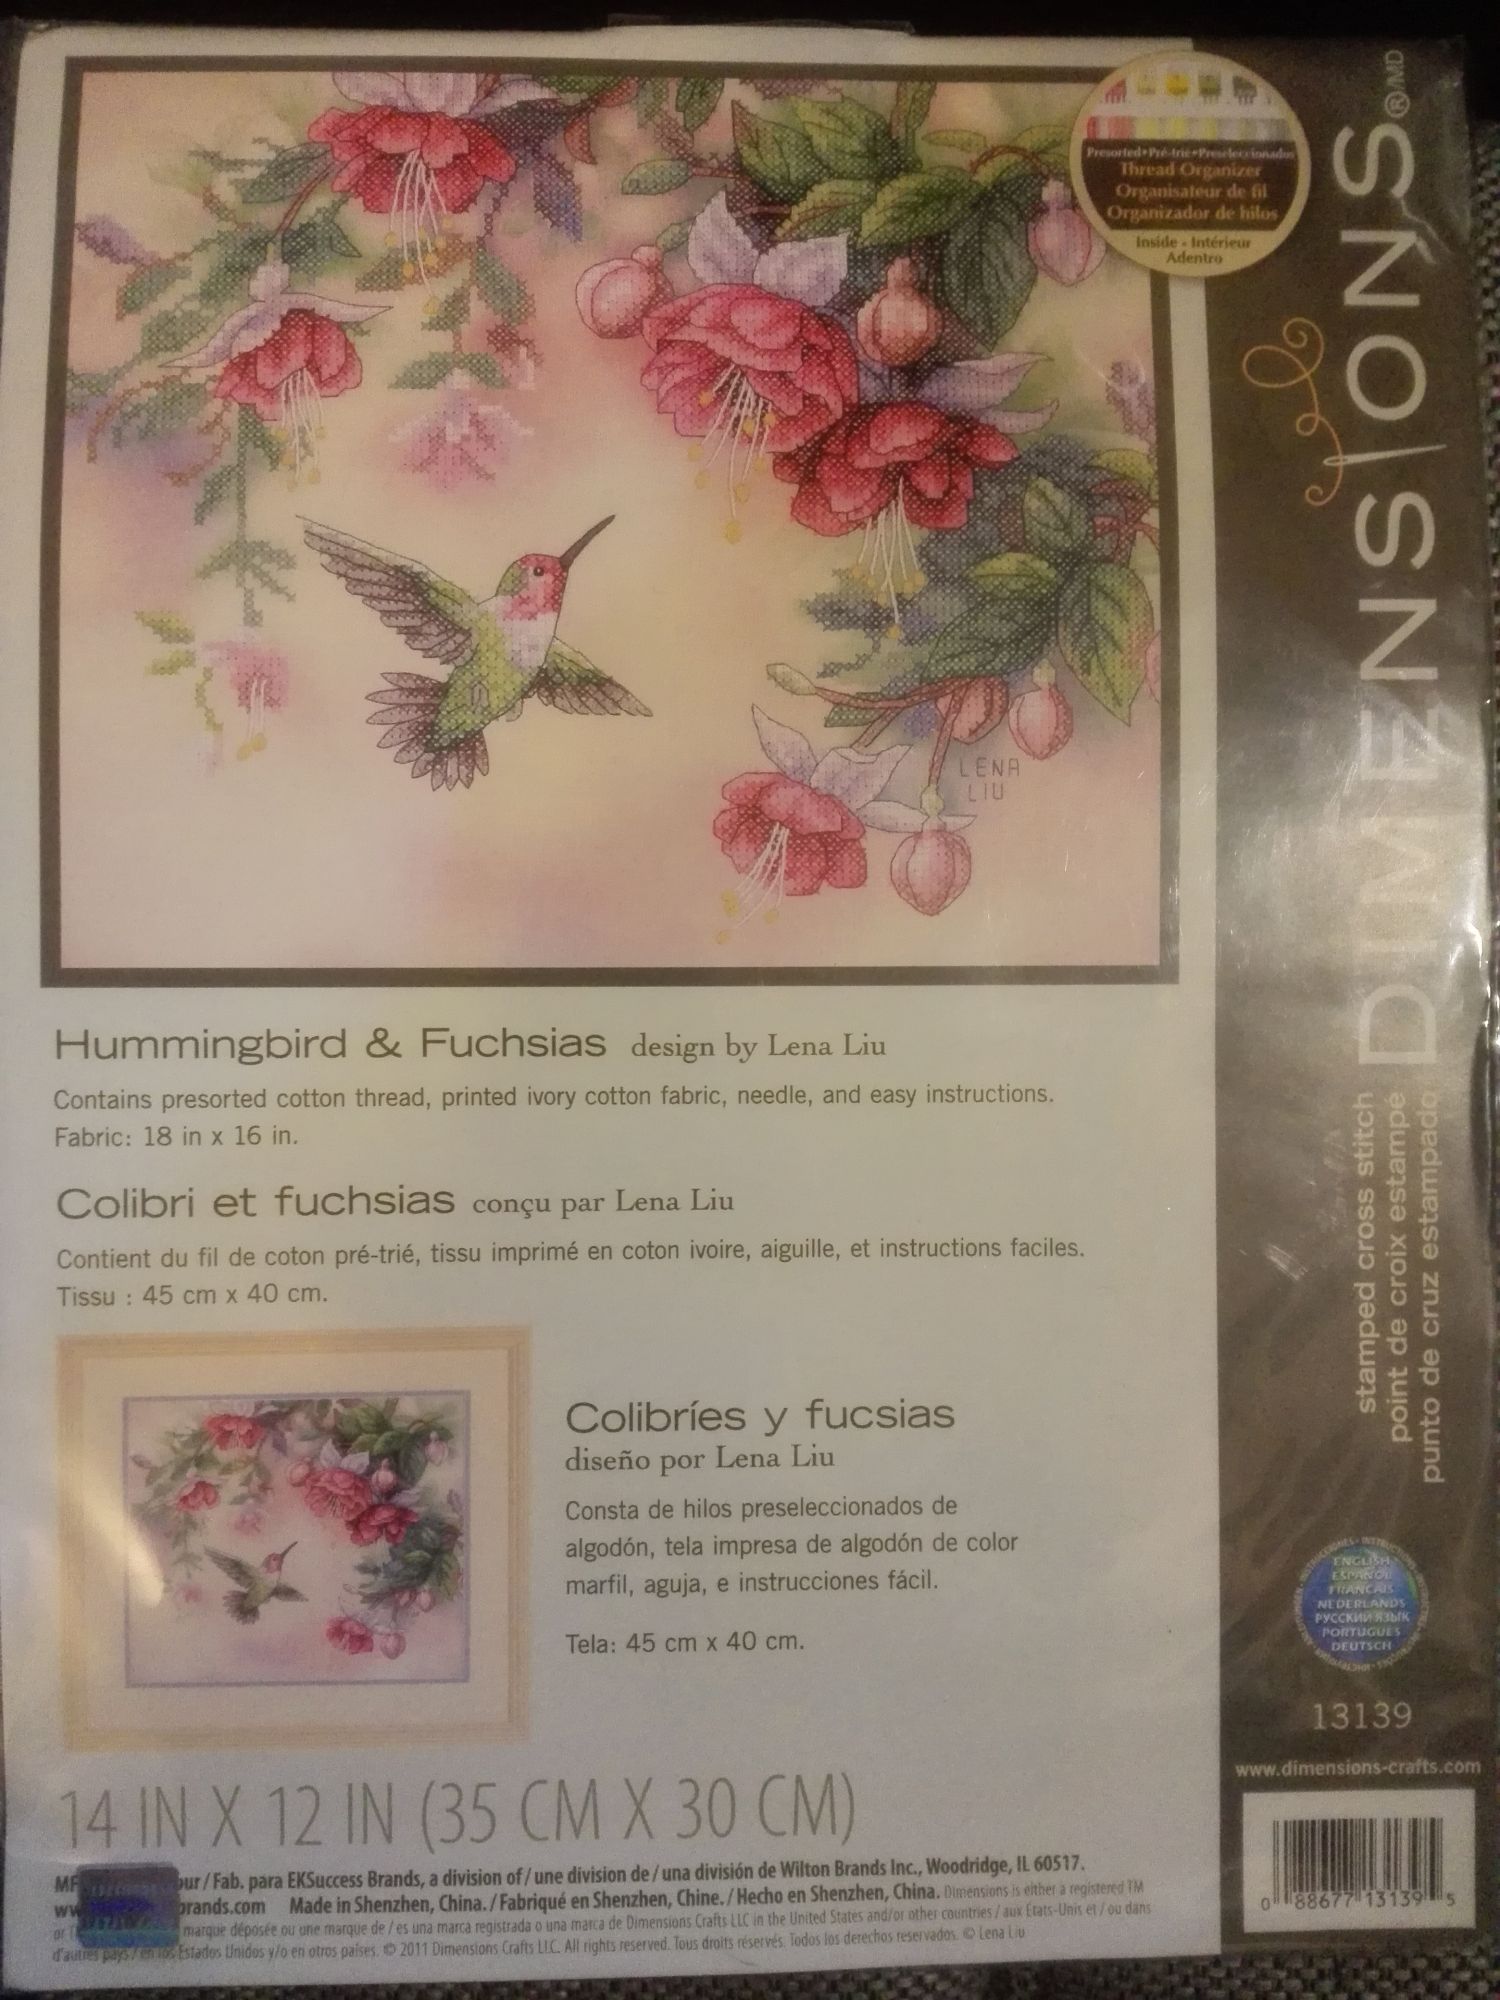 Presorted • Pré-trié • Preseleccionados
Thread Organizer
Organisateur de fil
Organizador de hilos
Inside - Intérieur
Adentro
DIMENSIONS®/MD
stamped cross stitch
point de croix estampé
punto de cruz estampado
LENA
LIU
Hummingbird & Fuchsias design by Lena Liu
Contains presorted cotton thread, printed ivory cotton fabric, needle, and easy instructions.
Fabric: 18 in x 16 in.
Colibri et fuchsias conçu par Lena Liu
Contient du fil de coton pré-trié, tissu imprimé en coton ivoire, aiguille, et instructions faciles.
Tissu : 45 cm x 40 cm.
Colibríes y fucsias
diseño por Lena Liu
Consta de hilos preseleccionados de
algodón, tela impresa de algodón de color
marfil, aguja, e instrucciones fácil.
Tela: 45 cm x 40 cm.
ENGLISH
ESPAÑOL
FRANÇAIS
NEDERLANDS
РУССКИЙ ЯЗЫК
PORTUGUÊS
DEUTSCH
13139
www.dimensions-crafts.com
0 88677 13139 5
14 IN X 12 IN (35 CM X 30 CM)
/ Fab. para EKSuccess Brands, a division of / une division de / una división de Wilton Brands Inc., Woodridge, IL 60517.
Made in Shenzhen, China. / Fabriqué en Shenzhen, Chine. / Hecho en Shenzhen, China. Dimensions is either a registered TM
marque déposée ou une marque de / es una marca registrada o una marca de Dimensions Crafts LLC in the United States and/or other countries / aux États-Unis et / ou dans
d'autres pays / en los Estados Unidos y/o en otros países. © 2011 Dimensions Crafts LLC. All rights reserved. Tous droits réservés. Todos los derechos reservados. © Lena Liu